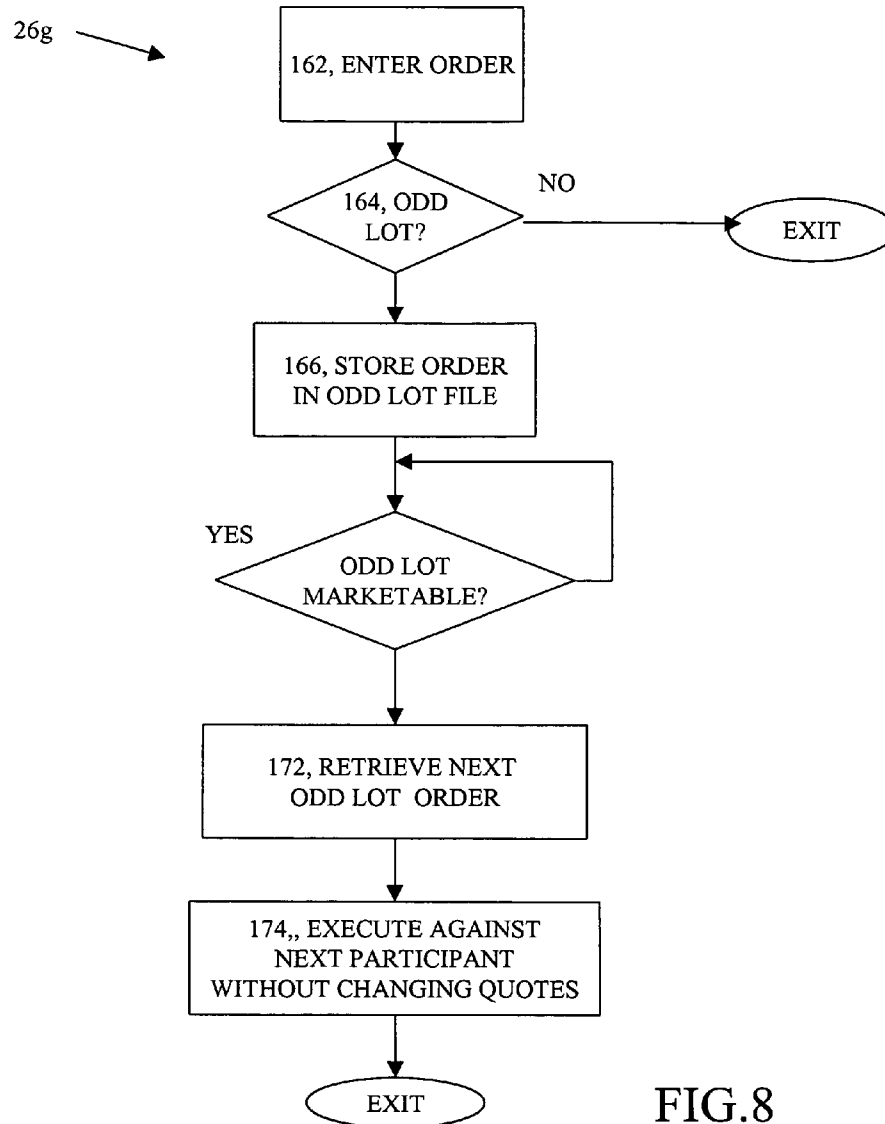 26g
162, ENTER ORDER
164, ODD
LOT?
NO
EXIT
166, STORE ORDER
IN ODD LOT FILE
YES
ODD LOT
MARKETABLE?
172, RETRIEVE NEXT
ODD LOT ORDER
174,, EXECUTE AGAINST
NEXT PARTICIPANT
WITHOUT CHANGING QUOTES
EXIT
FIG.8